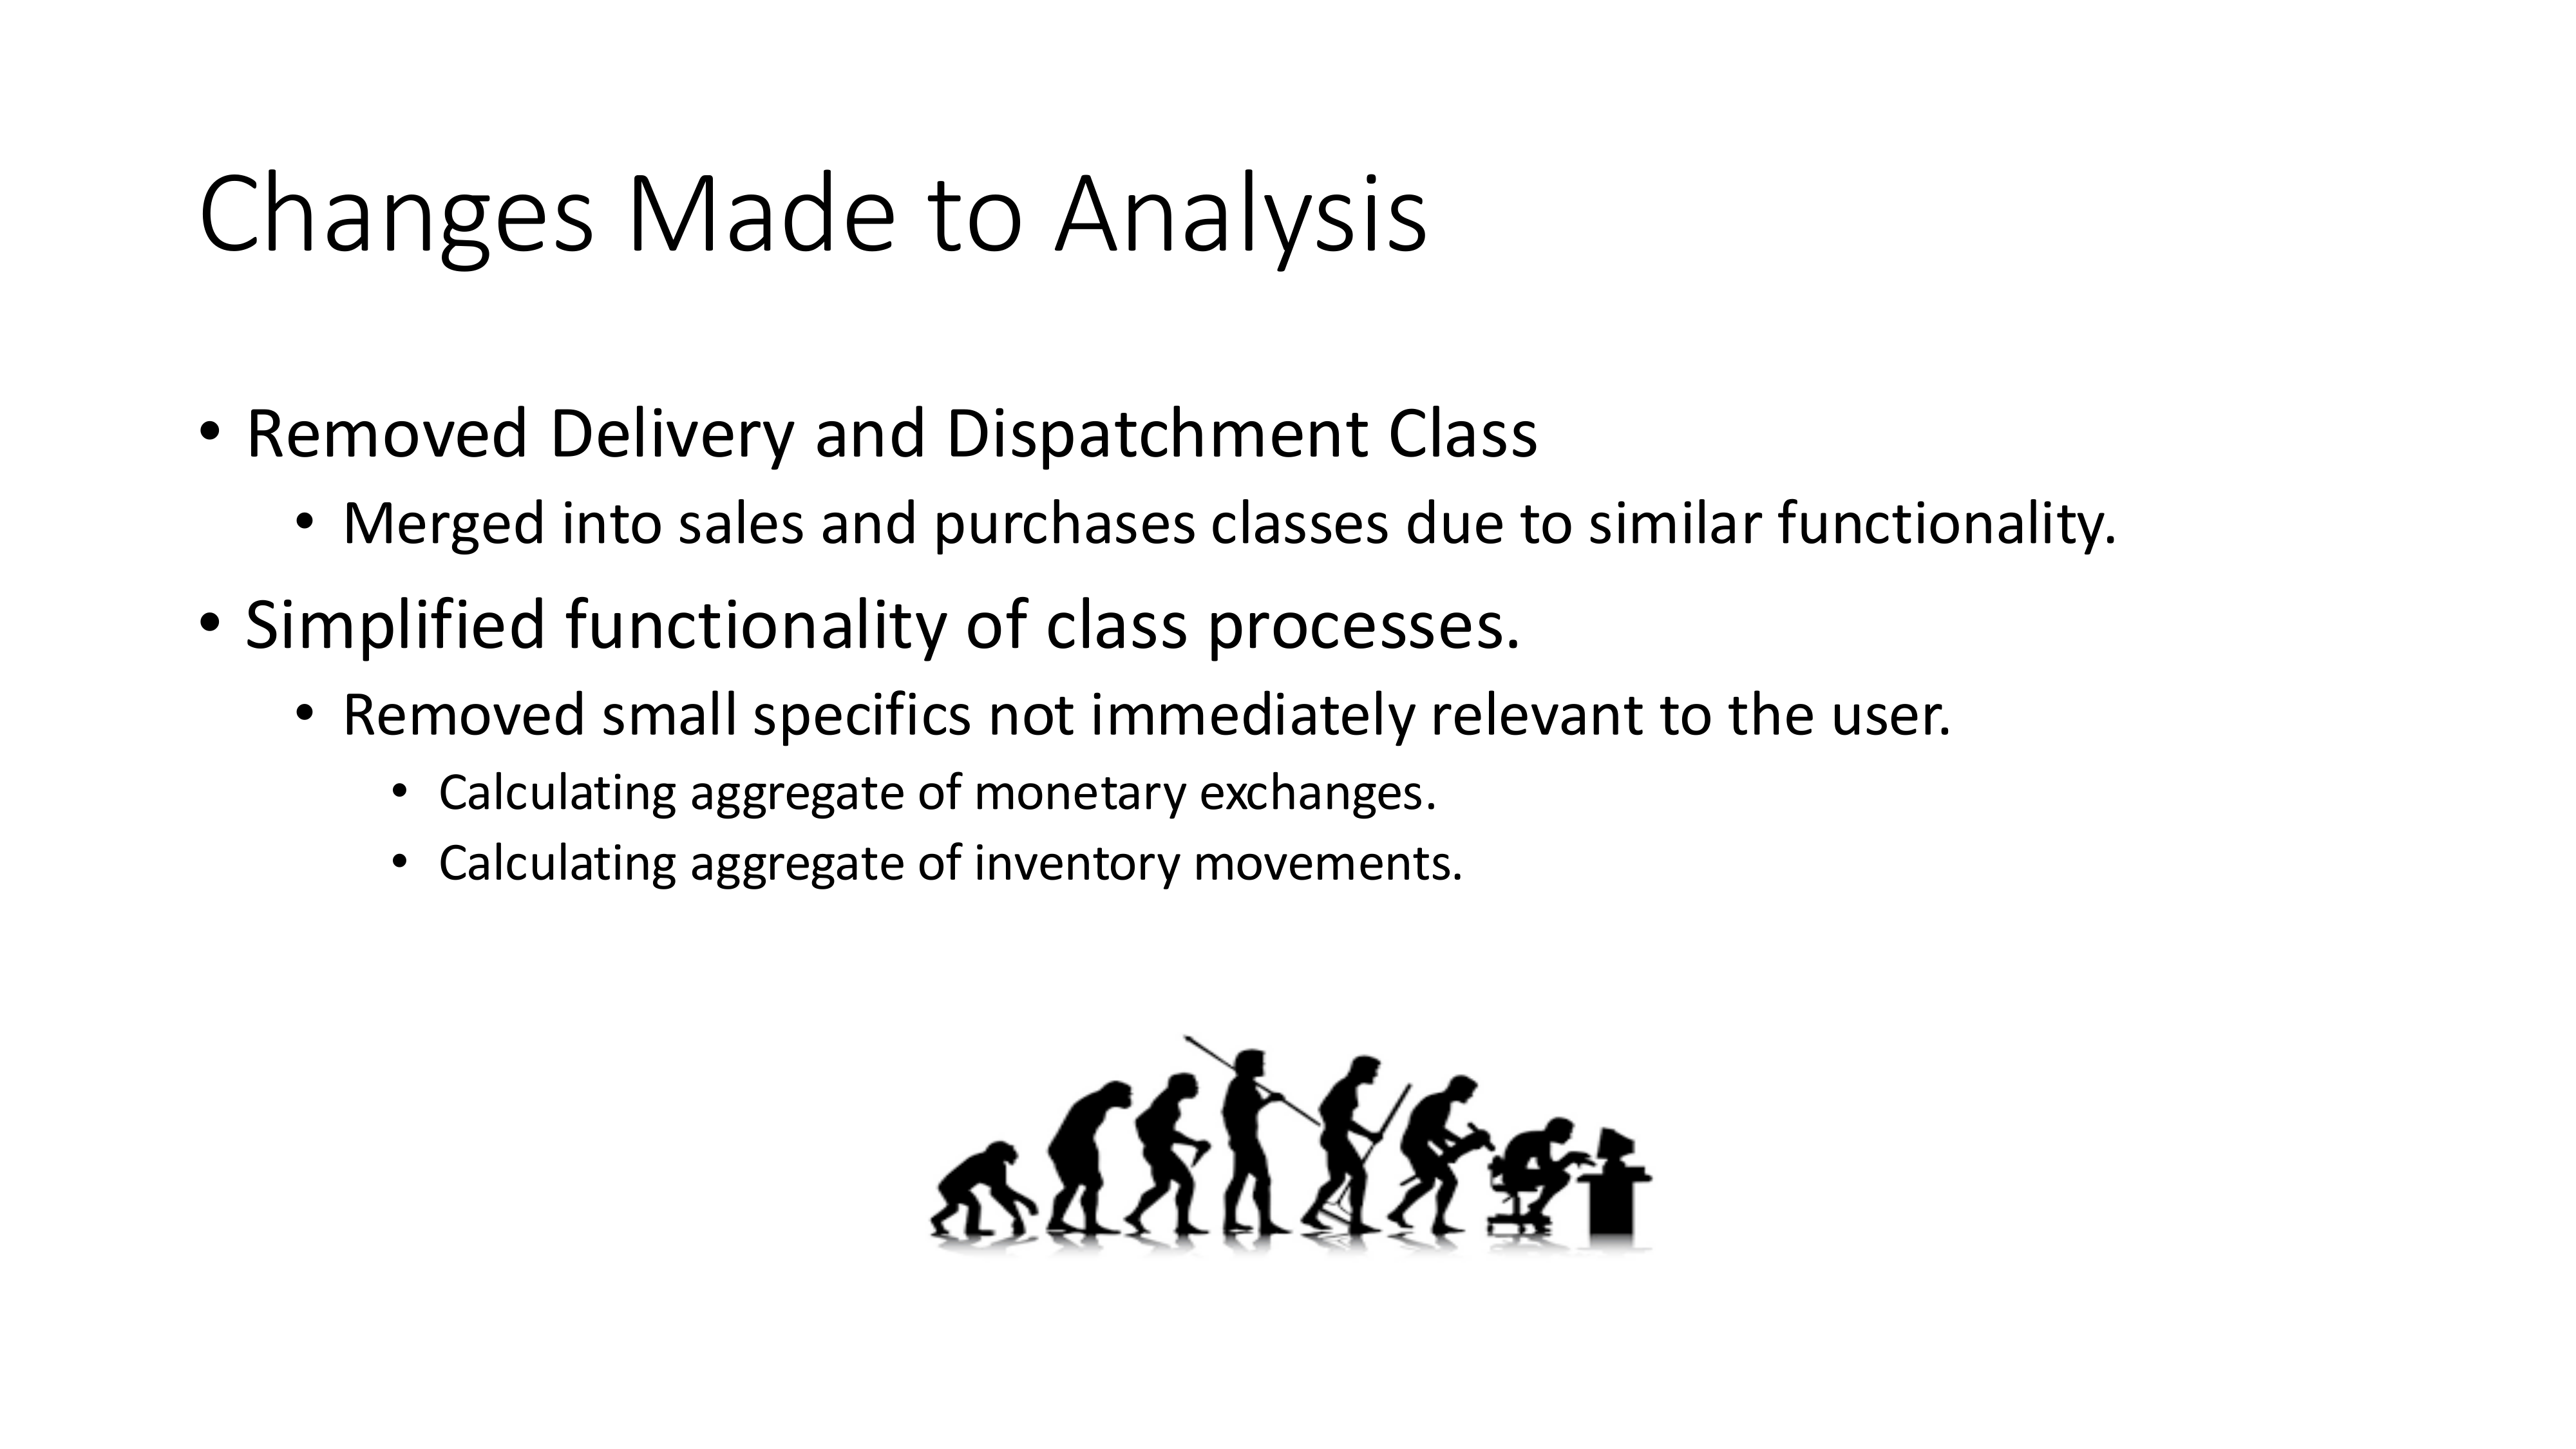 Changes Made to Analysis
• Removed Delivery and Dispatchment Class
• Merged into sales and purchases classes due to similar functionality.
• Simplified functionality of class processes.
• Removed small specifics not immediately relevant to the user.
• Calculating aggregate of monetary exchanges.
• Calculating aggregate of inventory movements.